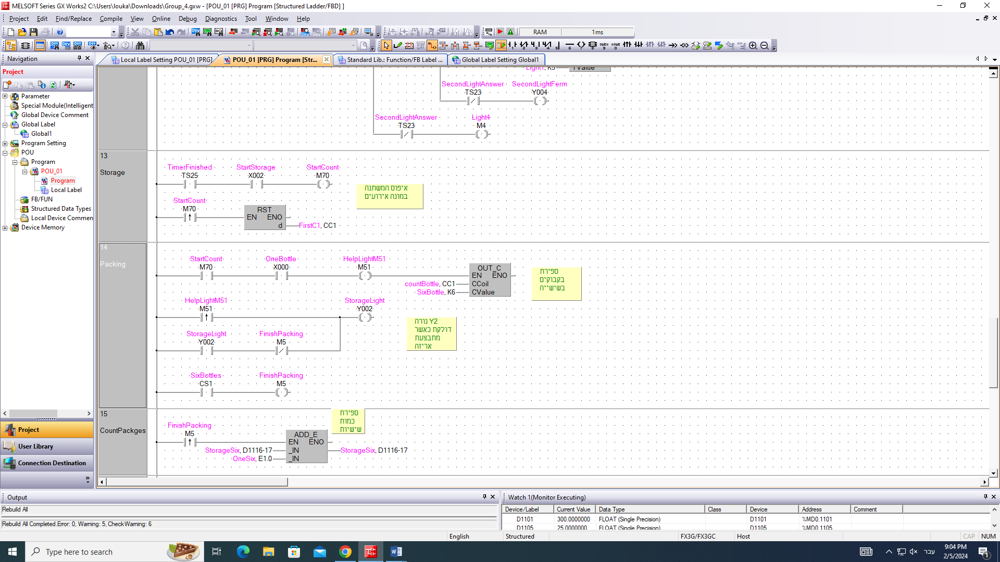 MELSOFT Series GX Works2 C:\Users\louka\Downloads\Group_4.gxw - [POU_01 [PRG] Program [Structured Ladder/FBD] ]
Project Edit Find/Replace Compile View Online Debug Diagnostics Tool Window Help
RAM 1ms
Navigation
Local Label Setting POU_01 [PRG] POU_01 [PRG] Program [Str... Standard Lib.: Function/FB Label ... Global Label Setting Global1
Project
Parameter
Special Module(Intelligent
Global Device Comment
Global Label
Global1
Program Setting
POU
Program
POU_01
Program
Local Label
FB/FUN
Structured Data Types
Local Device Commen
Device Memory
Project
User Library
Connection Destination
Light1, K5 TValue
SecondLightAnswer SecondLightFerm
TS23 Y004
SecondLightAnswer Light4
TS23 M4
13
Storage
TimerFinished StartStorage StartCount
TS25 X002 M70
איפוס המשתנה
במונה אירועים
StartCount
M70
RST
EN ENO
d FirstC1, CC1
14
Packing
StartCount OneBottle HelpLightM51
M70 X000 M51
OUT_C
EN ENO
countBottle, CC1 CCoil
SixBottle, K6 CValue
ספירת
בקבוקים
בשישייה
HelpLightM51 StorageLight
M51 Y002
נורה Y2
דולקת כאשר
מתבצעת
אריזה
StorageLight FinishPacking
Y002 M5
SixBottles FinishPacking
CS1 M5
15
CountPackges
ספירת
כמות
שישיות
FinishPacking
M5
ADD_E
EN ENO
StorageSix, D1116-17 _IN StorageSix, D1116-17
OneSix, E1.0 _IN
Output
Rebuild All
Rebuild All Completed.Error: 0, Warning: 5, CheckWarning: 6
Watch 1(Monitor Executing)
Device/Label Current Value Data Type Class Device Address Comment
D1101 300.0000000 FLOAT (Single Precision) D1101 %MD0.1101
D1105 25.0000000 FLOAT (Single Precision) D1105 %MD0.1105
English Structured FX3G/FX3GC Host CAP NUM
Type here to search
עבר
9:04 PM
2/5/2024
1